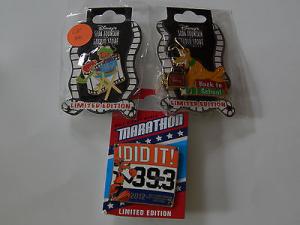 Disney's
SODA FOUNTAIN
STUDIO STORE
LIMITED EDITION
Disney's
SODA FOUNTAIN
STUDIO STORE
Back to
School
LIMITED EDITION
MARATHON
I DID IT!
39.3
2012
LIMITED EDITION